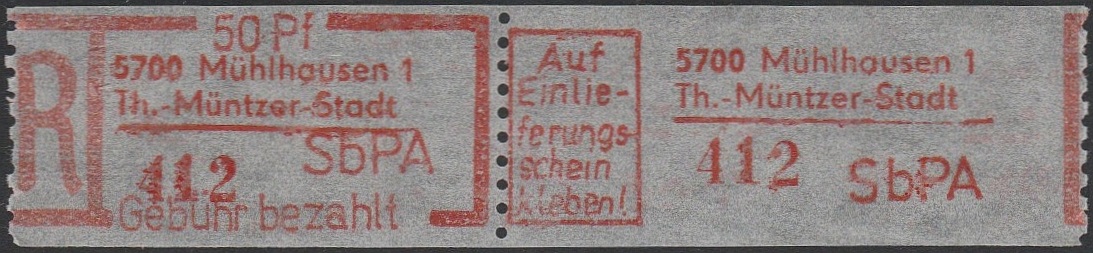 R
50 Pf
5700 Mühlhausen 1
Th.-Müntzer-Stadt
412 SbPA
Gebühr bezahlt
Auf
Einlie-
ferungs-
schein
kleben!
5700 Mühlhausen 1
Th.-Müntzer-Stadt
412 SbPA